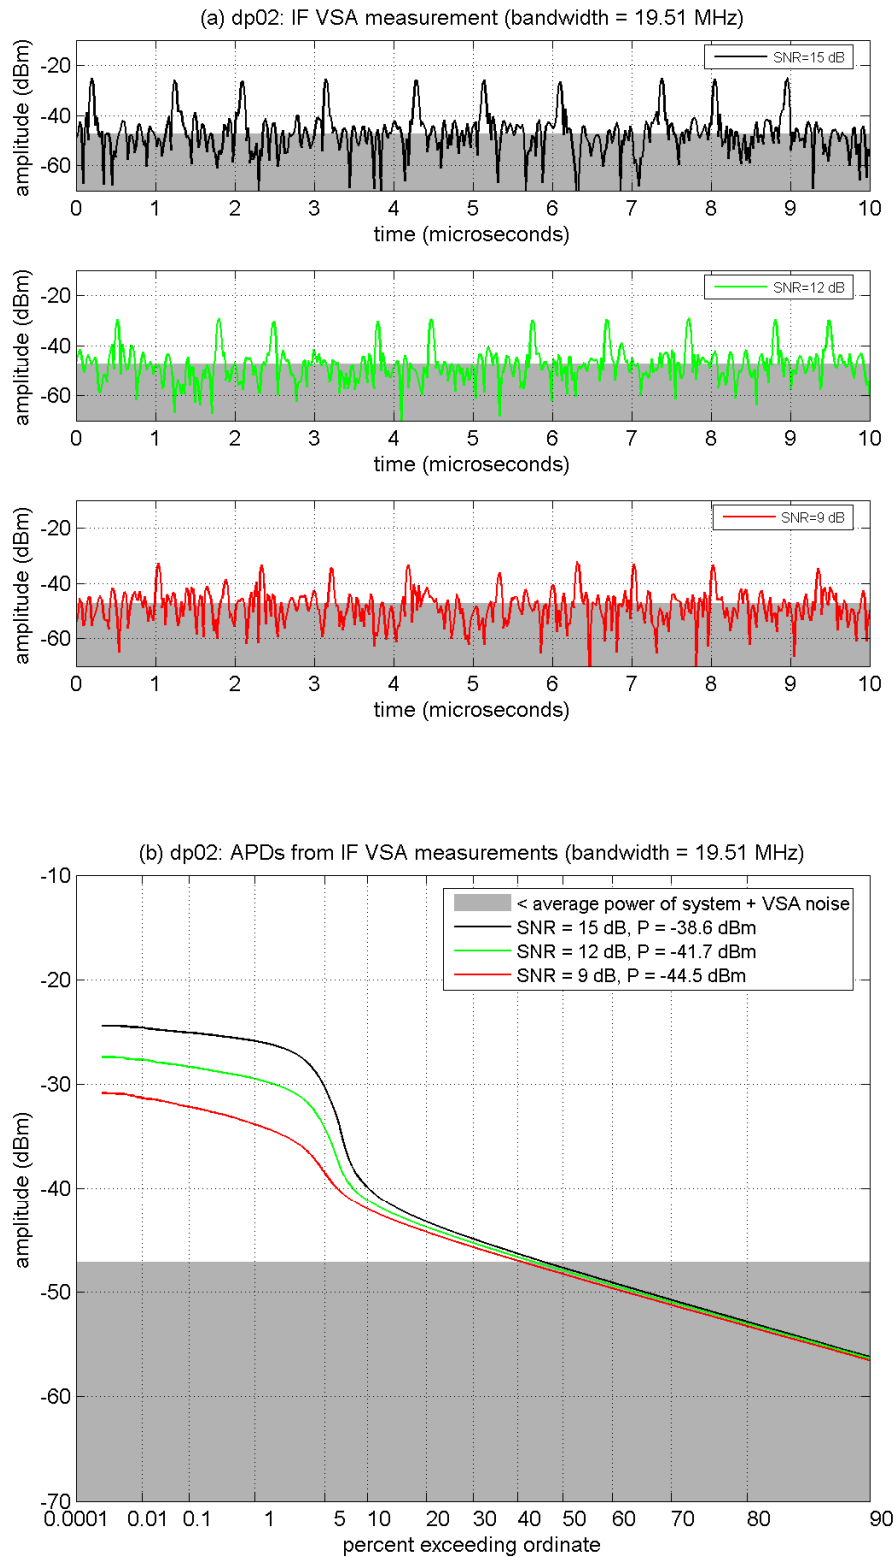 (a) dp02: IF VSA measurement (bandwidth = 19.51 MHz)
amplitude (dBm)
-20
-40
-60
SNR=15 dB
0 1 2 3 4 5 6 7 8 9 10
time (microseconds)
amplitude (dBm)
-20
-40
-60
SNR=12 dB
0 1 2 3 4 5 6 7 8 9 10
time (microseconds)
amplitude (dBm)
-20
-40
-60
SNR=9 dB
0 1 2 3 4 5 6 7 8 9 10
time (microseconds)
(b) dp02: APDs from IF VSA measurements (bandwidth = 19.51 MHz)
amplitude (dBm)
-10
-20
-30
-40
-50
-60
-70
< average power of system + VSA noise
SNR = 15 dB, P = -38.6 dBm
SNR = 12 dB, P = -41.7 dBm
SNR = 9 dB, P = -44.5 dBm
0.0001 0.01 0.1 1 5 10 20 30 40 50 60 70 80 90
percent exceeding ordinate